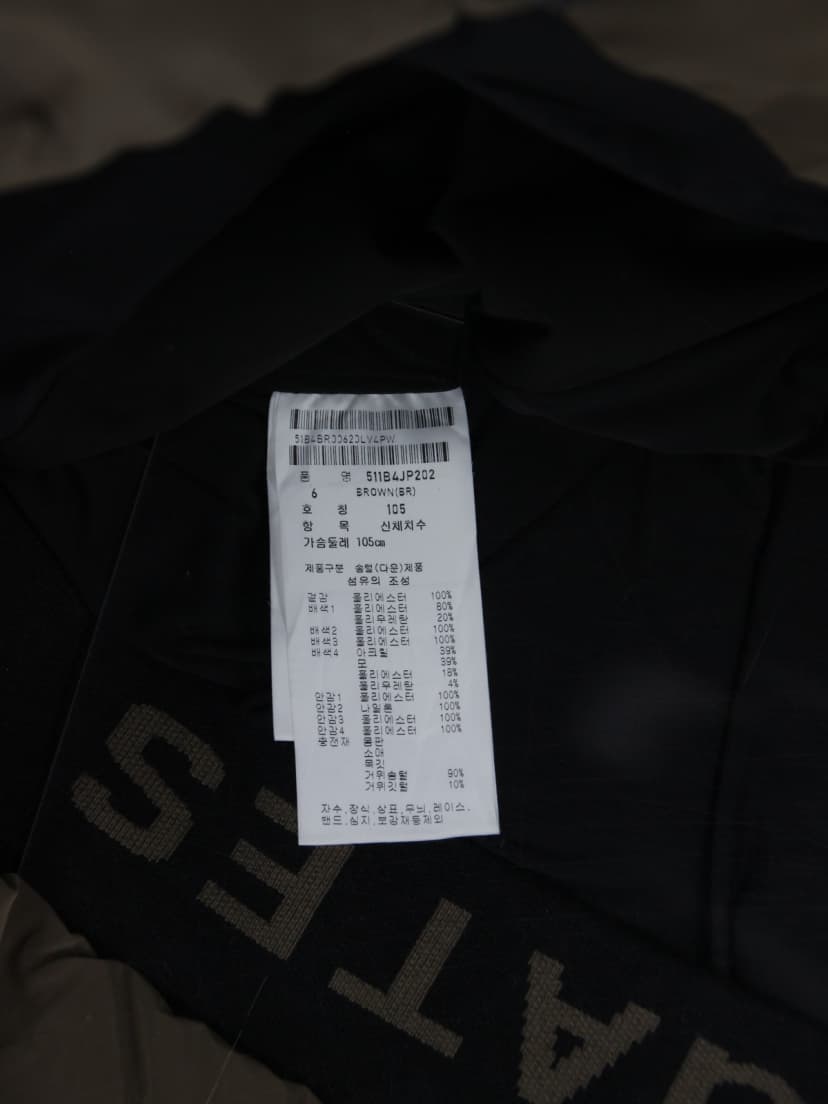 51B4BR00620LV4PW
품 명 511B4JP202
6 BROWN(BR)
호 칭 105
항 목 신체치수
가슴둘레 105cm
제품구분 솜털(다운)제품
섬유의 조성
겉감 폴리에스터 100%
배색1 폴리에스터 80%
폴리우레탄 20%
배색2 폴리에스터 100%
배색3 폴리에스터 100%
배색4 아크릴 39%
모 39%
폴리에스터 18%
폴리우레탄 4%
안감1 폴리에스터 100%
안감2 나일론 100%
안감3 폴리에스터 100%
안감4 폴리에스터 100%
충전재 몸판
소매
목깃
거위솜털 90%
거위깃털 10%
자수,장식,상표,무늬,레이스,
밴드,심지,보강재등제외
STA